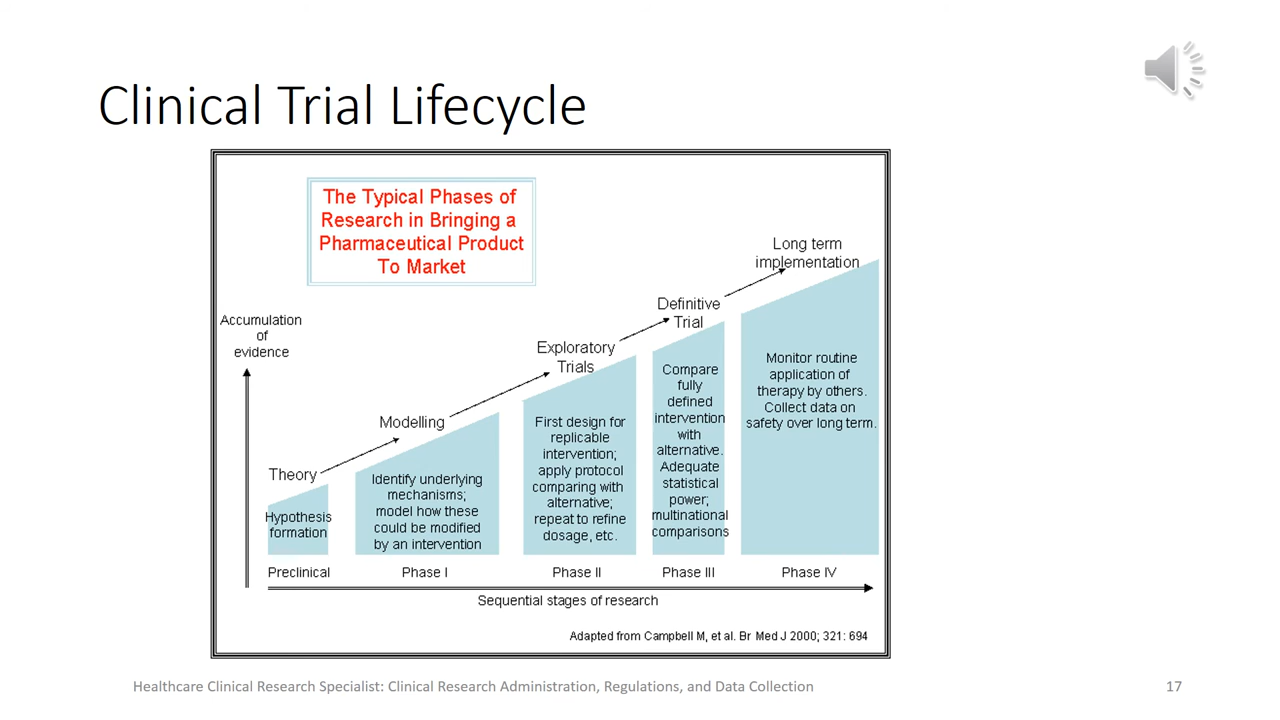 Clinical Trial Lifecycle
The Typical Phases of
Research in Bringing a
Pharmaceutical Product
To Market
Accumulation
of
evidence
Theory
Modelling
Exploratory
Trials
Definitive
Trial
Long term
implementation
Hypothesis
formation
Identify underlying
mechanisms;
model how these
could be modified
by an intervention
First design for
replicable
intervention;
apply protocol
comparing with
alternative;
repeat to refine
dosage, etc.
Compare
fully
defined
intervention
with
alternative.
Adequate
statistical
power;
multinational
comparisons
Monitor routine
application of
therapy by others.
Collect data on
safety over long term.
Preclinical
Phase I
Phase II
Phase III
Phase IV
Sequential stages of research
Adapted from Campbell M, et al. Br Med J 2000; 321: 694
Healthcare Clinical Research Specialist: Clinical Research Administration, Regulations, and Data Collection
17